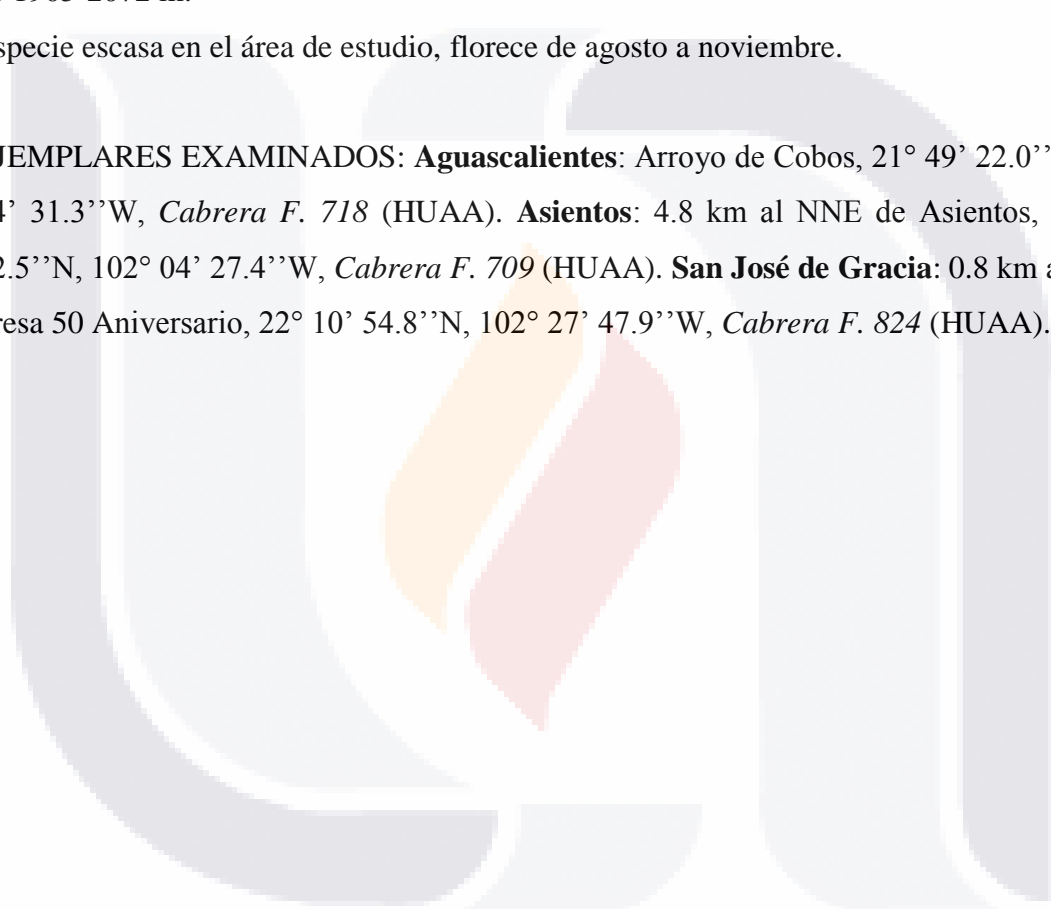 1965-2072 m.
specie escasa en el área de estudio, florece de agosto a noviembre.
JEMPLARES EXAMINADOS: Aguascalientes: Arroyo de Cobos, 21° 49’ 22.0’’
4’ 31.3’’W, Cabrera F. 718 (HUAA). Asientos: 4.8 km al NNE de Asientos,
2.5’’N, 102° 04’ 27.4’’W, Cabrera F. 709 (HUAA). San José de Gracia: 0.8 km a
resa 50 Aniversario, 22° 10’ 54.8’’N, 102° 27’ 47.9’’W, Cabrera F. 824 (HUAA).